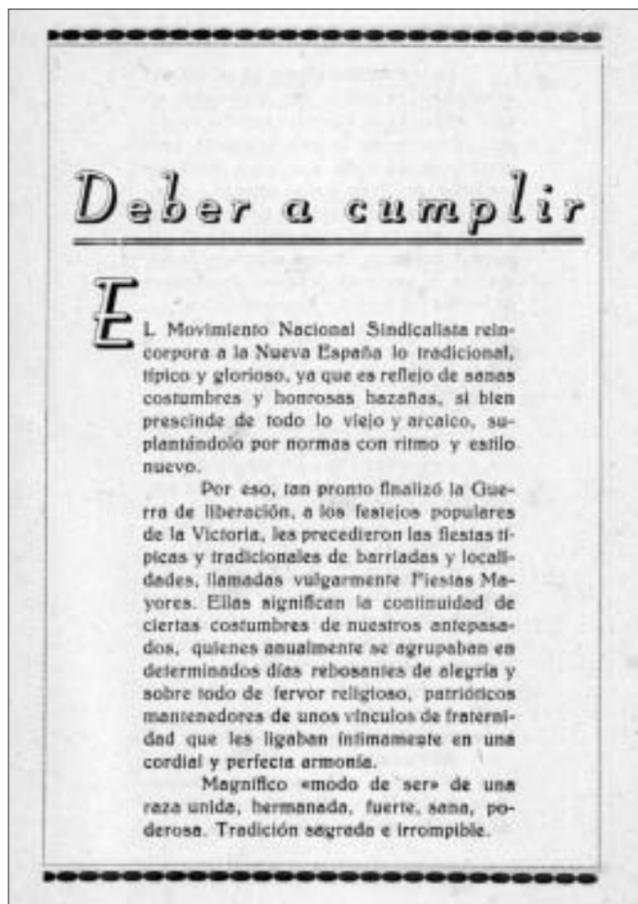 Deber a cumplir
EL Movimiento Nacional Sindicalista rein-
corpora a la Nueva España lo tradicional,
típico y glorioso, ya que es reflejo de sanas
costumbres y honrosas hazañas, si bien
prescinde de todo lo viejo y arcaico, su-
plantándolo por normas con ritmo y estilo
nuevo.
Por eso, tan pronto finalizó la Gue-
rra de liberación, a los festejos populares
de la Victoria, les precedieron las fiestas tí-
picas y tradicionales de barriadas y locali-
dades, llamadas vulgarmente Fiestas Ma-
yores. Ellas significan la continuidad de
ciertas costumbres de nuestros antepasa-
dos, quienes anualmente se agrupaban en
determinados días rebosantes de alegría y
sobre todo de fervor religioso, patrióticos
mantenedores de unos vínculos de fraterni-
dad que les ligaban íntimamente en una
cordial y perfecta armonía.
Magnífico «modo de ser» de una
raza unida, hermanada, fuerte, sana, po-
derosa. Tradición sagrada e irrompible.